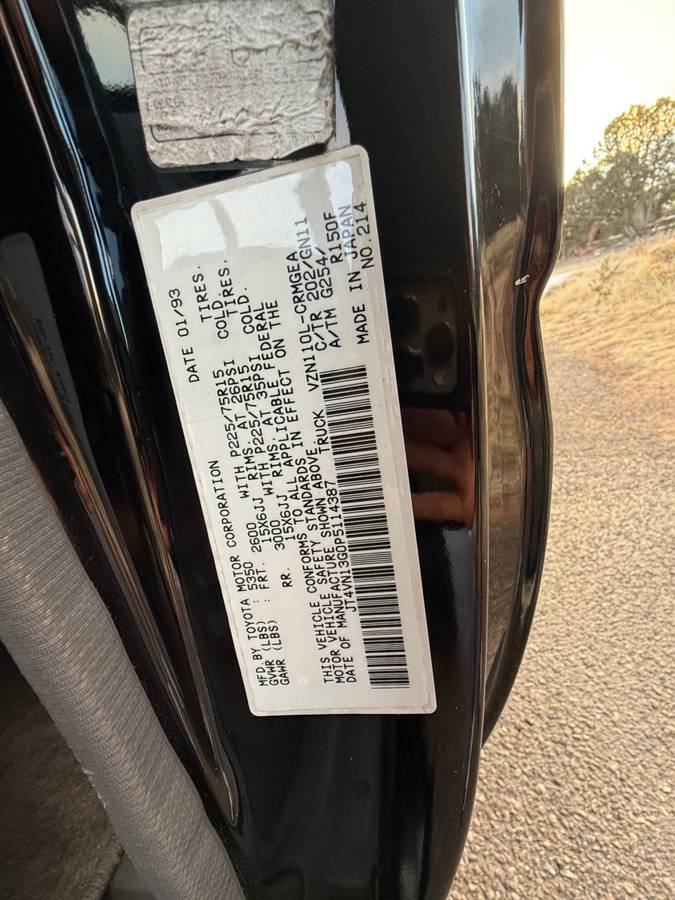 MFD.BY TOYOTA MOTOR CORPORATION DATE 01/93
GVWR (LBS) : 5350
GAWR (LBS) : FRT. 2600 WITH P225/75R15 TIRES.
15X6JJ RIMS. AT 26PSI COLD.
RR. 3000 WITH P225/75R15 TIRES.
15X6JJ RIMS. AT 35PSI COLD.
THIS VEHICLE CONFORMS TO ALL APPLICABLE FEDERAL
MOTOR VEHICLE SAFETY STANDARDS IN EFFECT ON THE
DATE OF MANUFACTURE SHOWN ABOVE.
JT4VN13G0P5114387 TRUCK VZN110L-CRMGEA
C/TR 202/GN11
A/TM G254/ R150F
MADE IN JAPAN
NO.214